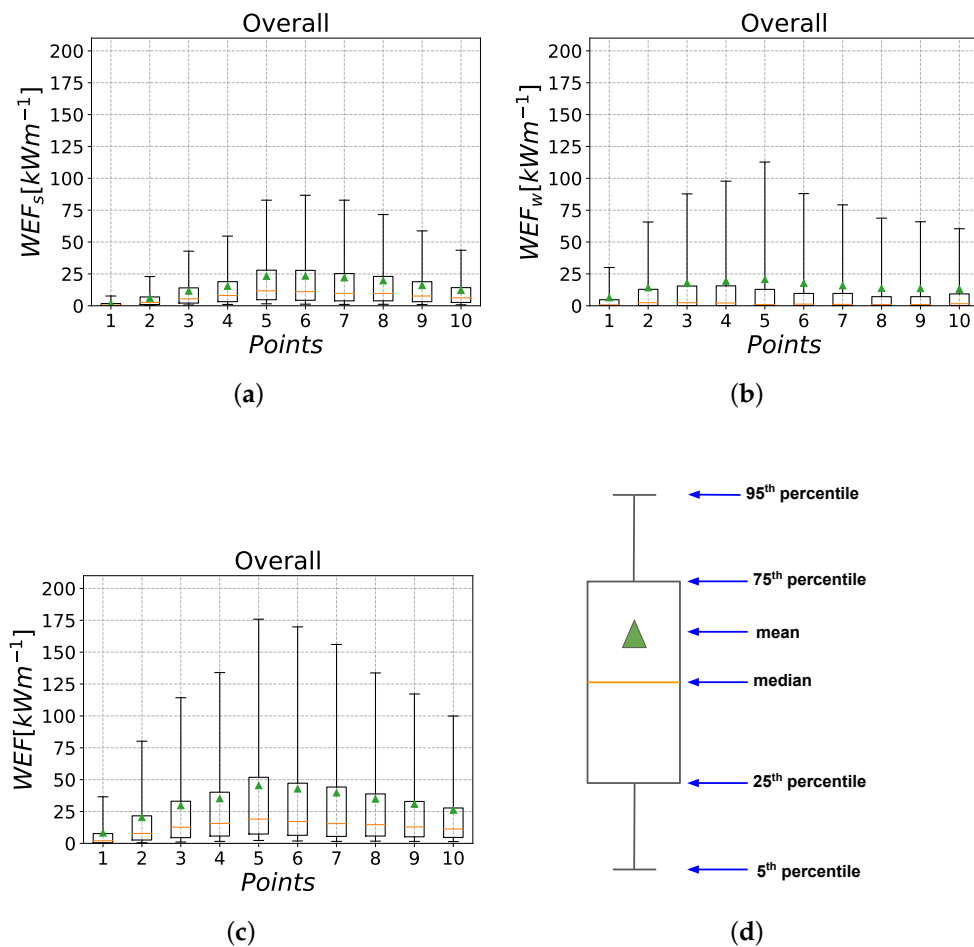 Overall
200
175
150
125
100
75
50
25
0
WEF_s[kWm⁻¹]
1 2 3 4 5 6 7 8 9 10
Points
(a)
Overall
200
175
150
125
100
75
50
25
0
WEF_w[kWm⁻¹]
1 2 3 4 5 6 7 8 9 10
Points
(b)
Overall
200
175
150
125
100
75
50
25
0
WEF[kWm⁻¹]
1 2 3 4 5 6 7 8 9 10
Points
(c)
95th percentile
75th percentile
mean
median
25th percentile
5th percentile
(d)